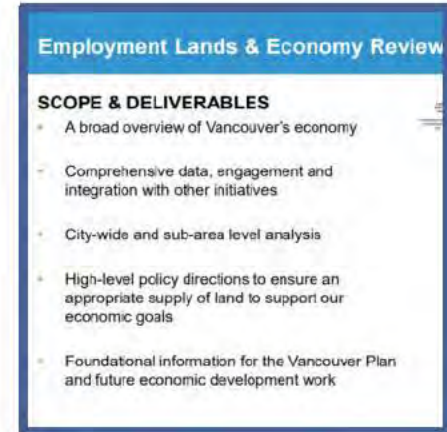 Employment Lands & Economy Review
SCOPE & DELIVERABLES
- A broad overview of Vancouver's economy
- Comprehensive data, engagement and
integration with other initiatives
- City-wide and sub-area level analysis
- High-level policy directions to ensure an
appropriate supply of land to support our
economic goals
- Foundational information for the Vancouver Plan
and future economic development work